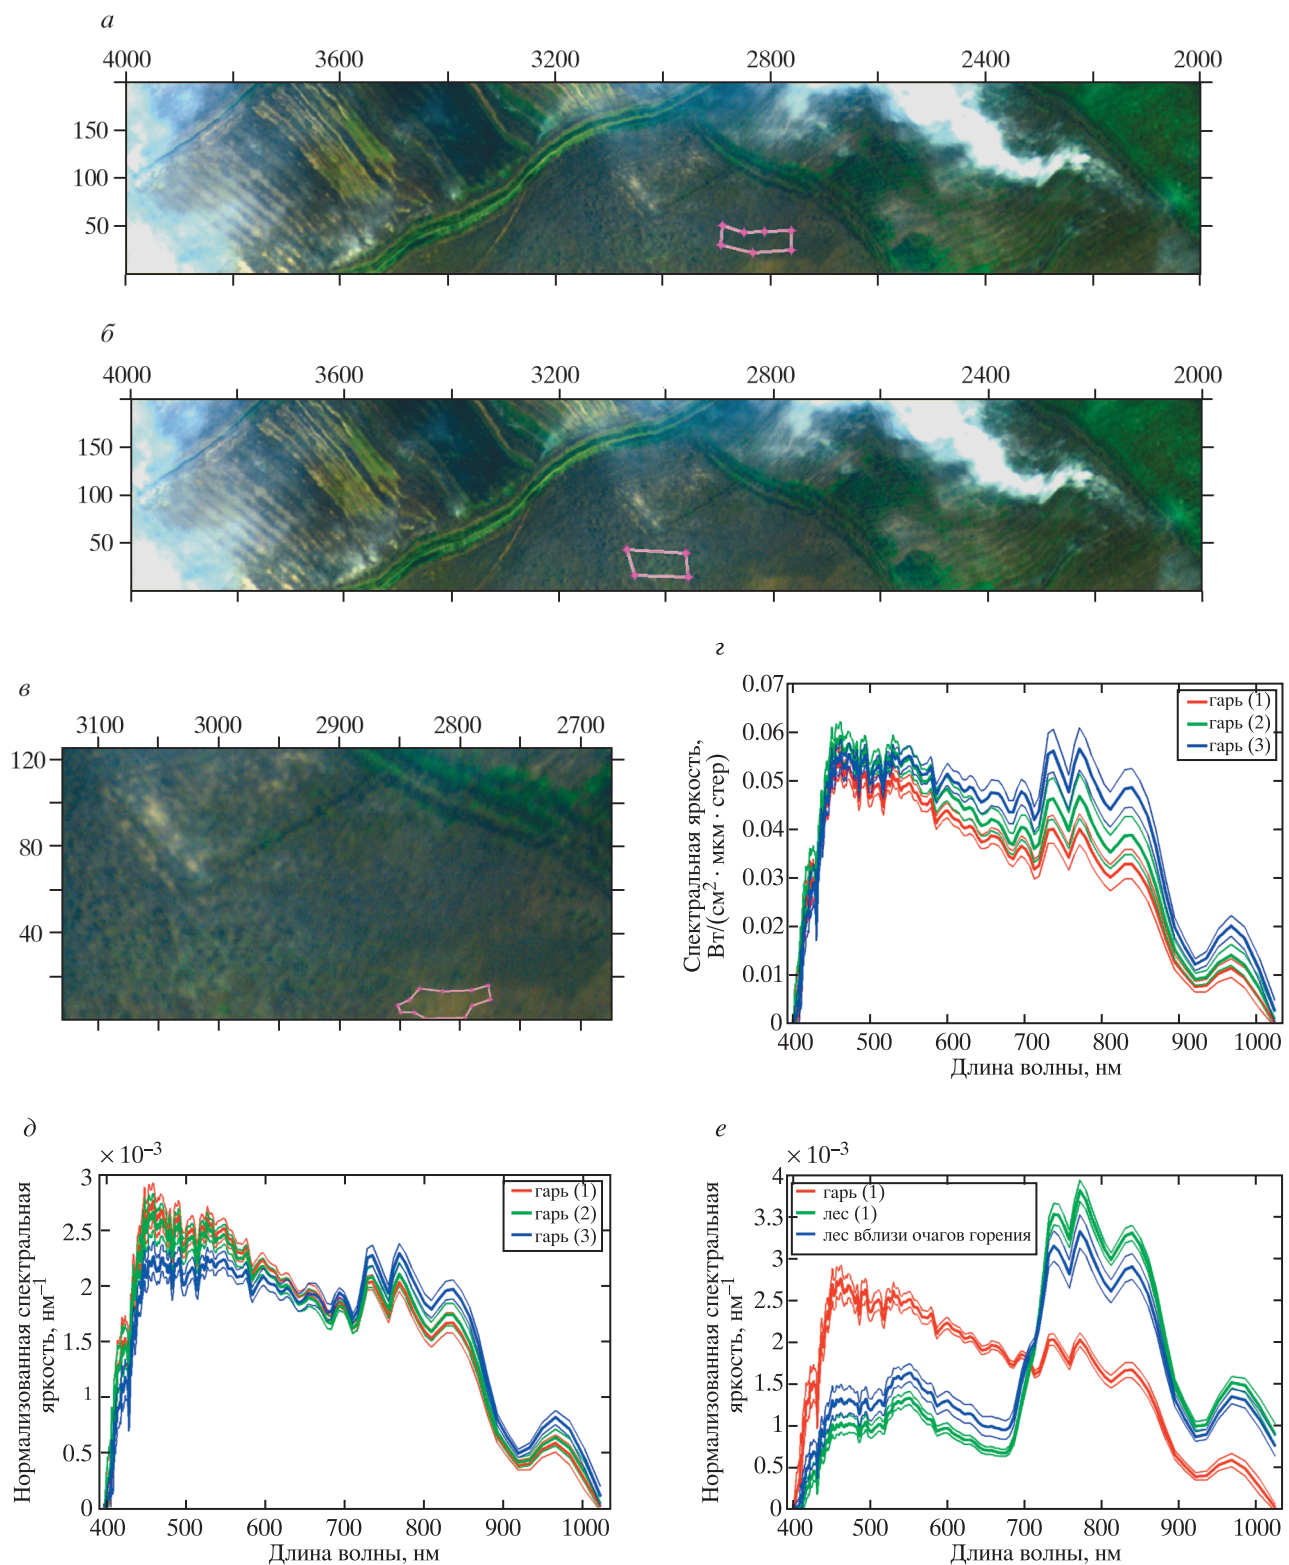 а
4000 3600 3200 2800 2400 2000
150
100
50
б
4000 3600 3200 2800 2400 2000
150
100
50
в
3100 3000 2900 2800 2700
120
80
40
г
0.07
0.06
0.05
0.04
0.03
0.02
0.01
0
Спектральная яркость,
Вт/(см² · мкм · стер)
гарь (1)
гарь (2)
гарь (3)
400 500 600 700 800 900 1000
Длина волны, нм
д
× 10⁻³
3
2.5
2
1.5
1
0.5
0
Нормализованная спектральная
яркость, нм⁻¹
гарь (1)
гарь (2)
гарь (3)
400 500 600 700 800 900 1000
Длина волны, нм
е
× 10⁻³
4
3.3
3
2.5
2
1.5
1
0.5
0
Нормализованная спектральная
яркость, нм⁻¹
гарь (1)
лес (1)
лес вблизи очагов горения
400 500 600 700 800 900 1000
Длина волны, нм